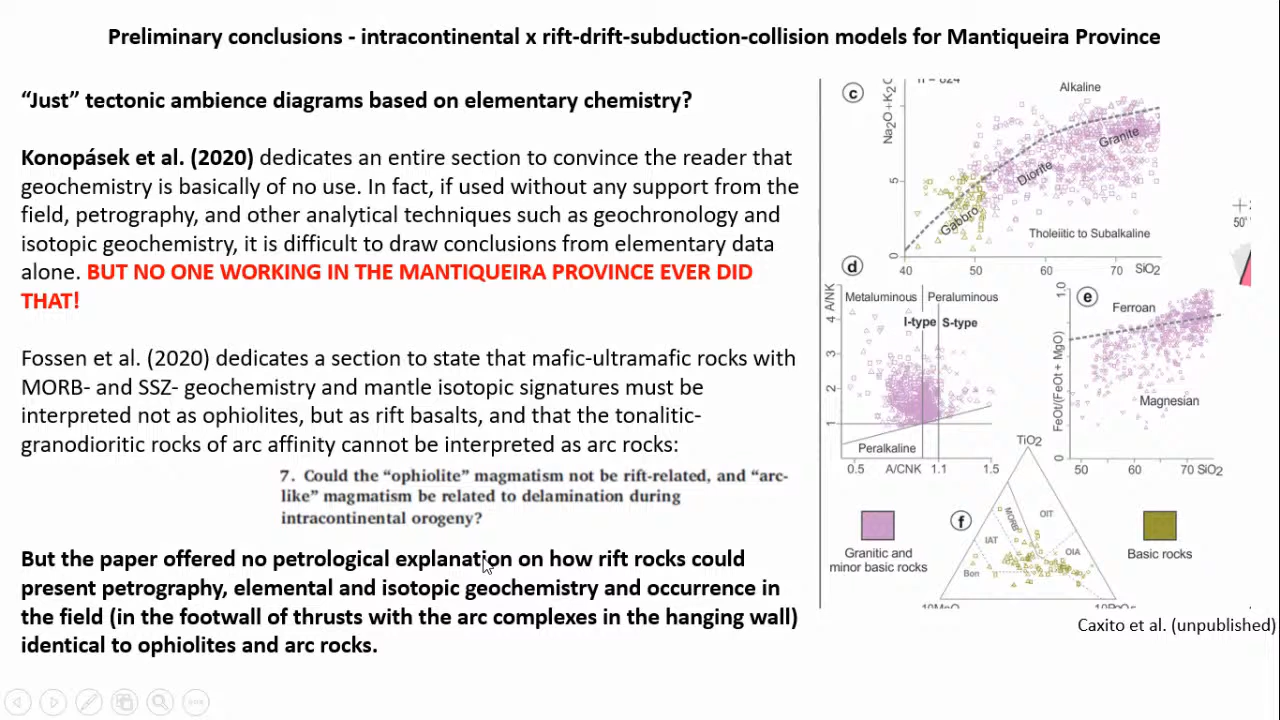 Preliminary conclusions - intracontinental x rift-drift-subduction-collision models for Mantiqueira Province
“Just” tectonic ambience diagrams based on elementary chemistry?
Konopásek et al. (2020) dedicates an entire section to convince the reader that
geochemistry is basically of no use. In fact, if used without any support from the
field, petrography, and other analytical techniques such as geochronology and
isotopic geochemistry, it is difficult to draw conclusions from elementary data
alone. BUT NO ONE WORKING IN THE MANTIQUEIRA PROVINCE EVER DID
THAT!
Fossen et al. (2020) dedicates a section to state that mafic-ultramafic rocks with
MORB- and SSZ- geochemistry and mantle isotopic signatures must be
interpreted not as ophiolites, but as rift basalts, and that the tonalitic-
granodioritic rocks of arc affinity cannot be interpreted as arc rocks:
7. Could the “ophiolite” magmatism not be rift-related, and “arc-
like” magmatism be related to delamination during
intracontinental orogeny?
But the paper offered no petrological explanation on how rift rocks could
present petrography, elemental and isotopic geochemistry and occurrence in
the field (in the footwall of thrusts with the arc complexes in the hanging wall)
identical to ophiolites and arc rocks.
c
Na2O+K2O
Alkaline
Granite
Diorite
Gabbro
Tholeiitic to Subalkaline
5
0
40 50 60 70 SiO2
50°
d
A/NK
Metaluminous Peraluminous
I-type S-type
4
3
2
1
Peralkaline
0.5 A/CNK 1.1 1.5
e
1.0
Ferroan
FeOt/(FeOt + MgO)
Magnesian
0
50 60 70 SiO2
TiO2
f
MORB
OIT
IAT
OIA
Bon
Granitic and
minor basic rocks
Basic rocks
Caxito et al. (unpublished)